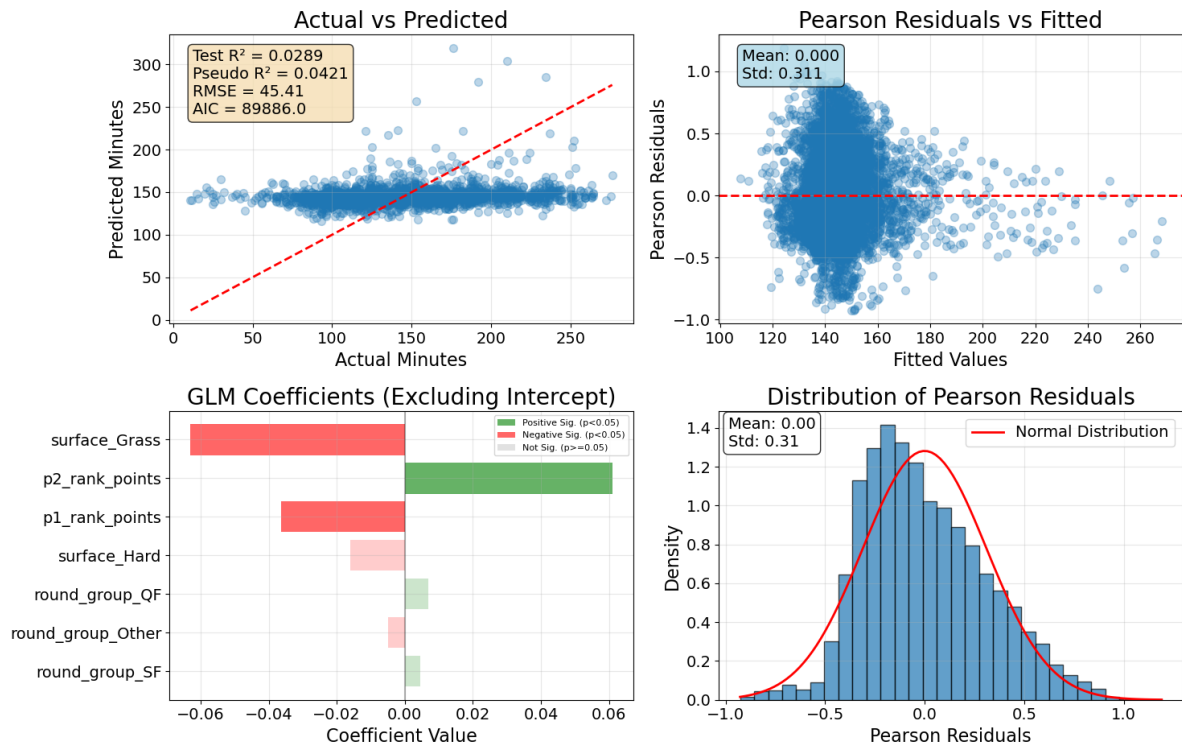 Actual vs Predicted
Test R² = 0.0289
Pseudo R² = 0.0421
RMSE = 45.41
AIC = 89886.0
Predicted Minutes
300
250
200
150
100
50
0
0 50 100 150 200 250
Actual Minutes
Pearson Residuals vs Fitted
Mean: 0.000
Std: 0.311
Pearson Residuals
1.0
0.5
0.0
−0.5
−1.0
100 120 140 160 180 200 220 240 260
Fitted Values
GLM Coefficients (Excluding Intercept)
Positive Sig. (p<0.05)
Negative Sig. (p<0.05)
Not Sig. (p>=0.05)
surface_Grass
p2_rank_points
p1_rank_points
surface_Hard
round_group_QF
round_group_Other
round_group_SF
−0.06 −0.04 −0.02 0.00 0.02 0.04 0.06
Coefficient Value
Distribution of Pearson Residuals
Mean: 0.00
Std: 0.31
Normal Distribution
Density
1.4
1.2
1.0
0.8
0.6
0.4
0.2
0.0
−1.0 −0.5 0.0 0.5 1.0
Pearson Residuals